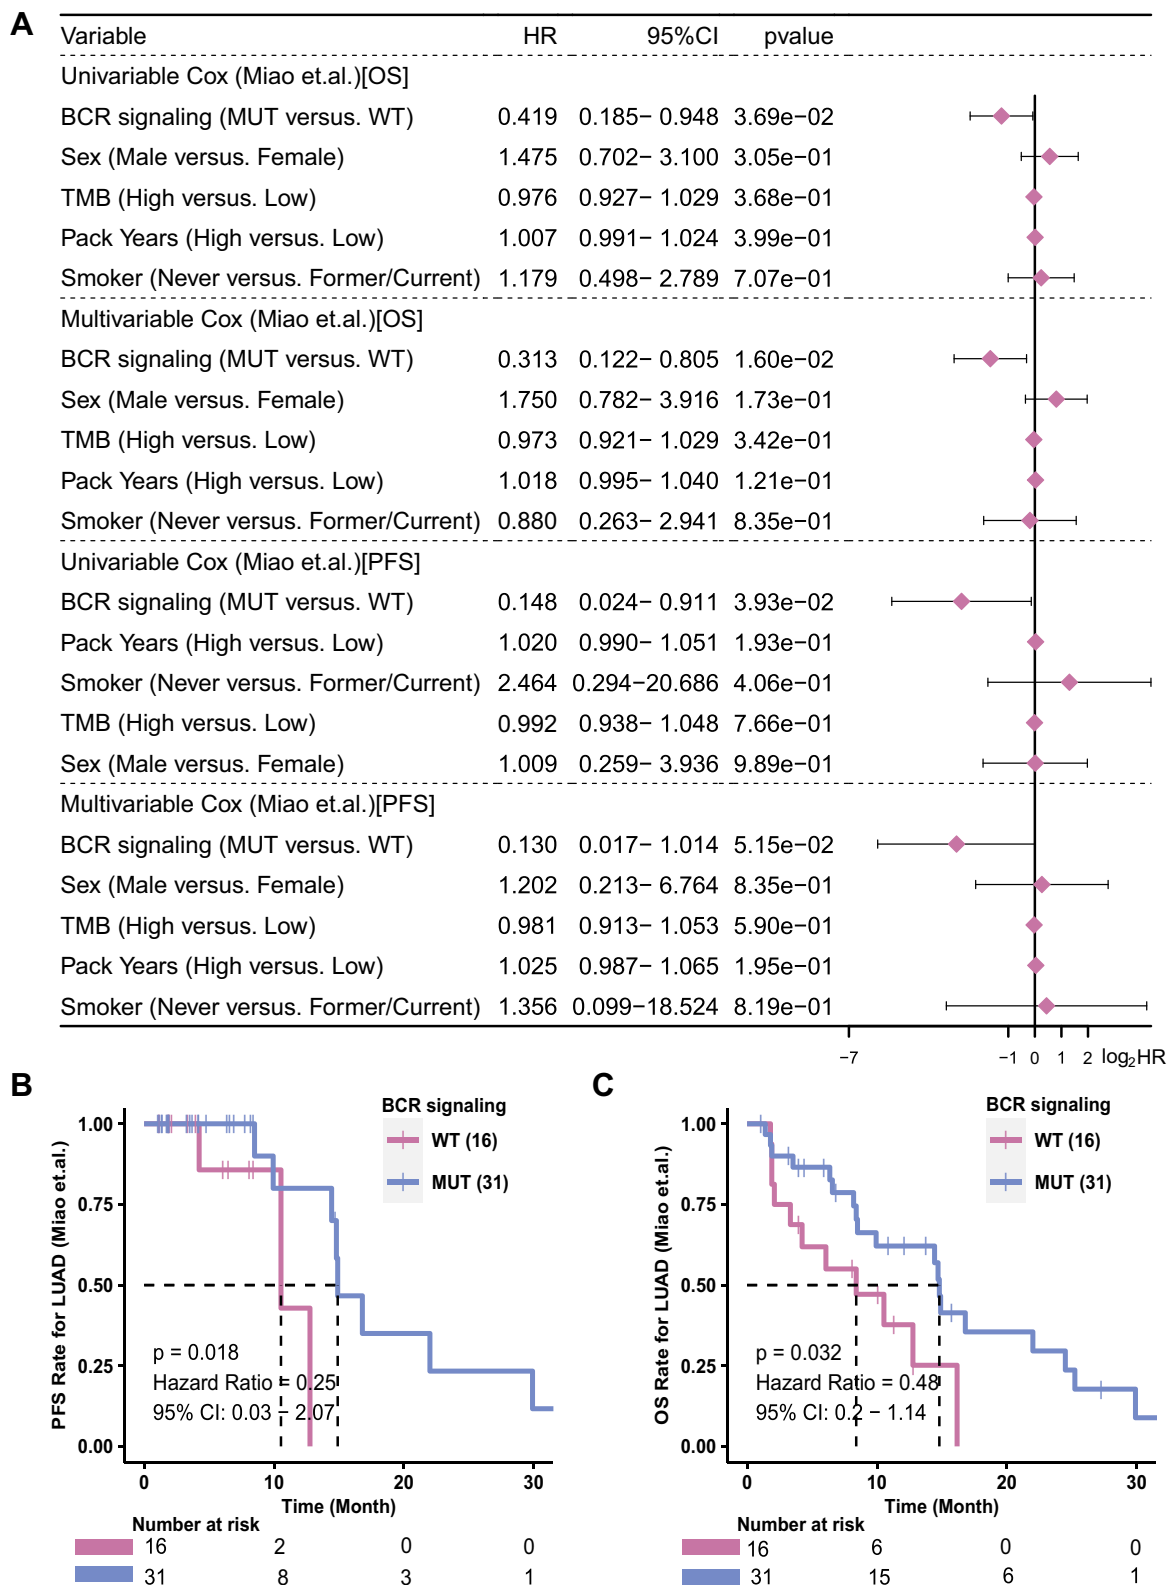 A
Variable HR 95%CI pvalue
Univariable Cox (Miao et.al.)[OS]
BCR signaling (MUT versus. WT) 0.419 0.185− 0.948 3.69e−02
Sex (Male versus. Female) 1.475 0.702− 3.100 3.05e−01
TMB (High versus. Low) 0.976 0.927− 1.029 3.68e−01
Pack Years (High versus. Low) 1.007 0.991− 1.024 3.99e−01
Smoker (Never versus. Former/Current) 1.179 0.498− 2.789 7.07e−01
Multivariable Cox (Miao et.al.)[OS]
BCR signaling (MUT versus. WT) 0.313 0.122− 0.805 1.60e−02
Sex (Male versus. Female) 1.750 0.782− 3.916 1.73e−01
TMB (High versus. Low) 0.973 0.921− 1.029 3.42e−01
Pack Years (High versus. Low) 1.018 0.995− 1.040 1.21e−01
Smoker (Never versus. Former/Current) 0.880 0.263− 2.941 8.35e−01
Univariable Cox (Miao et.al.)[PFS]
BCR signaling (MUT versus. WT) 0.148 0.024− 0.911 3.93e−02
Pack Years (High versus. Low) 1.020 0.990− 1.051 1.93e−01
Smoker (Never versus. Former/Current) 2.464 0.294−20.686 4.06e−01
TMB (High versus. Low) 0.992 0.938− 1.048 7.66e−01
Sex (Male versus. Female) 1.009 0.259− 3.936 9.89e−01
Multivariable Cox (Miao et.al.)[PFS]
BCR signaling (MUT versus. WT) 0.130 0.017− 1.014 5.15e−02
Sex (Male versus. Female) 1.202 0.213− 6.764 8.35e−01
TMB (High versus. Low) 0.981 0.913− 1.053 5.90e−01
Pack Years (High versus. Low) 1.025 0.987− 1.065 1.95e−01
Smoker (Never versus. Former/Current) 1.356 0.099−18.524 8.19e−01
−7 −1 0 1 2 log₂HR
B
BCR signaling
WT (16)
MUT (31)
PFS Rate for LUAD (Miao et.al.)
1.00
0.75
0.50
0.25
0.00
p = 0.018
Hazard Ratio = 0.25
95% CI: 0.03 − 2.07
0 10 20 30
Time (Month)
Number at risk
16 2 0 0
31 8 3 1
C
BCR signaling
WT (16)
MUT (31)
OS Rate for LUAD (Miao et.al.)
1.00
0.75
0.50
0.25
0.00
p = 0.032
Hazard Ratio = 0.48
95% CI: 0.2 − 1.14
0 10 20 30
Time (Month)
Number at risk
16 6 0 0
31 15 6 1